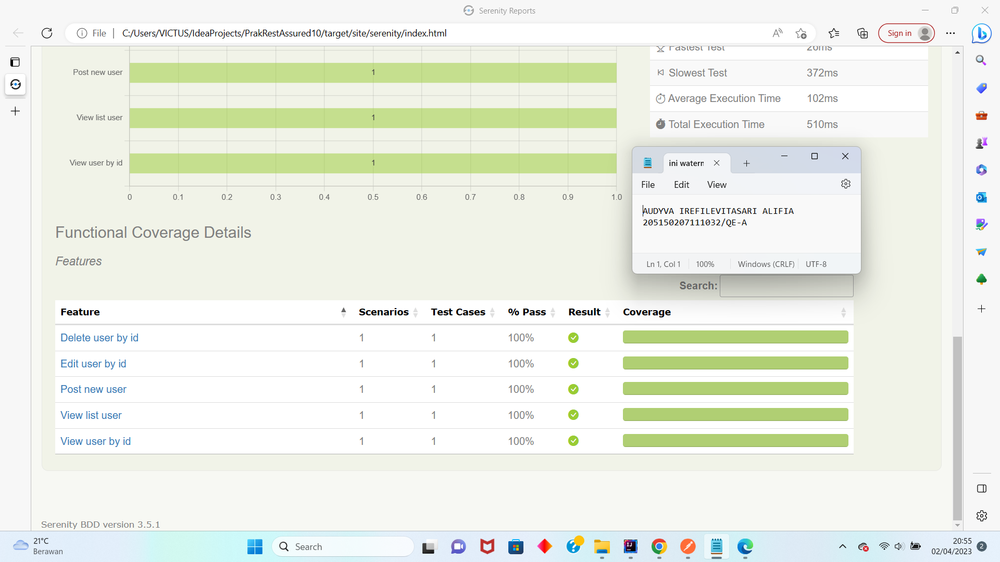 Serenity Reports
File
C:/Users/VICTUS/IdeaProjects/PrakRestAssured10/target/site/serenity/index.html
Sign in
Fastest Test 26ms
Post new user 1
Slowest Test 372ms
Average Execution Time 102ms
View list user 1
Total Execution Time 510ms
View user by id 1
0 0.1 0.2 0.3 0.4 0.5 0.6 0.7 0.8 0.9 1.0
ini watern
File Edit View
AUDYVA IREFILEVITASARI ALIFIA
205150207111032/QE-A
Ln 1, Col 1 100% Windows (CRLF) UTF-8
Functional Coverage Details
Features
Search:
Feature Scenarios Test Cases % Pass Result Coverage
Delete user by id 1 1 100%
Edit user by id 1 1 100%
Post new user 1 1 100%
View list user 1 1 100%
View user by id 1 1 100%
Serenity BDD version 3.5.1
21°C
Berawan
Search
20:55
02/04/2023
2